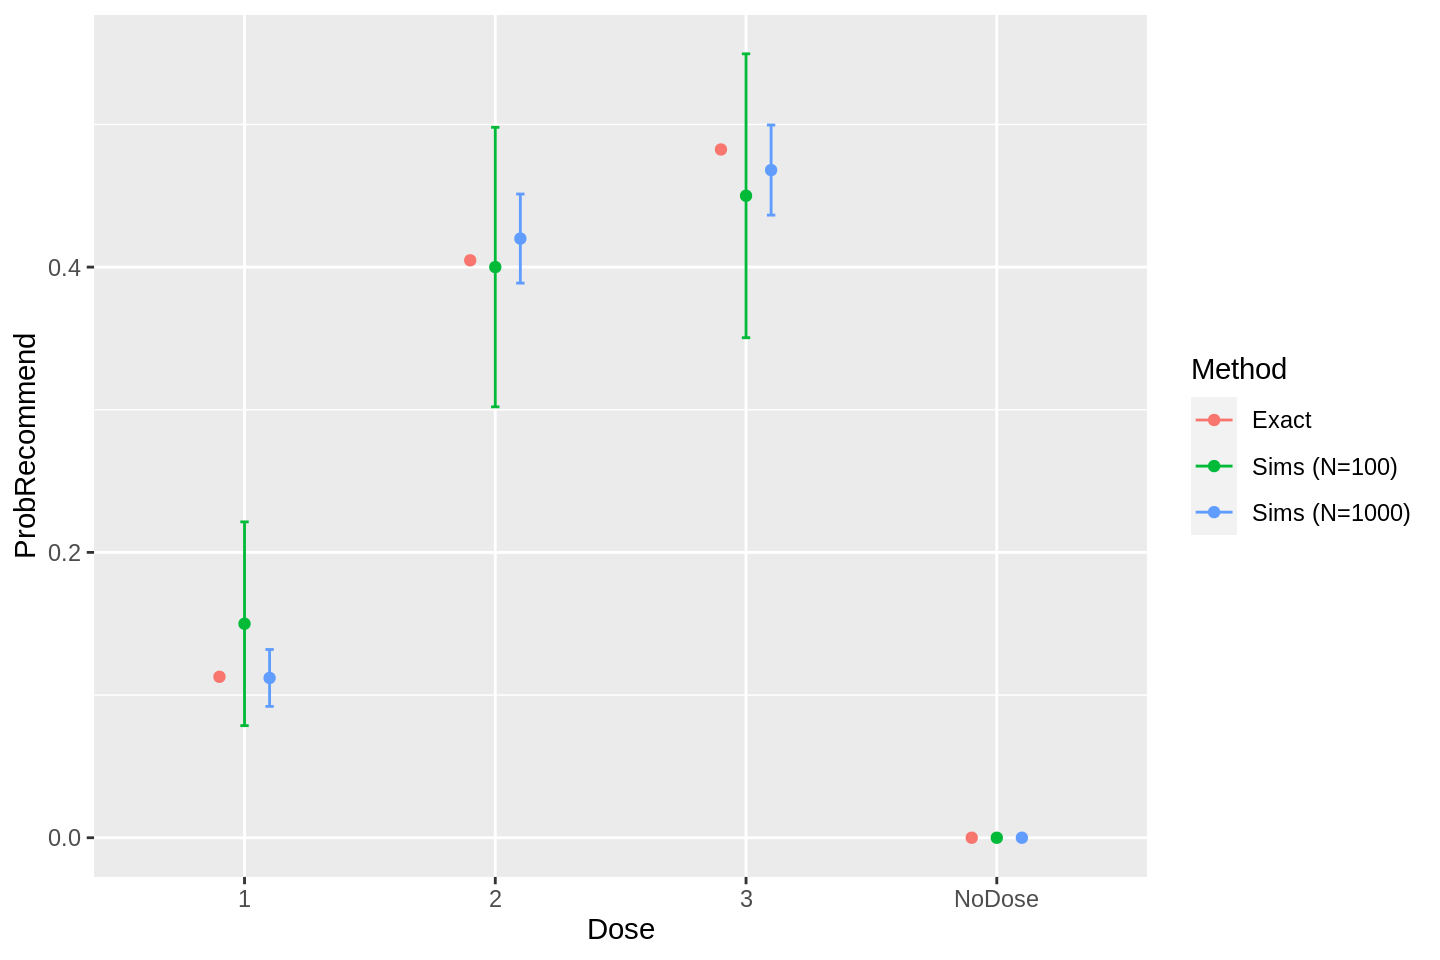 ProbRecommend
0.4
0.2
0.0
1 2 3 NoDose
Dose
Method
Exact
Sims (N=100)
Sims (N=1000)